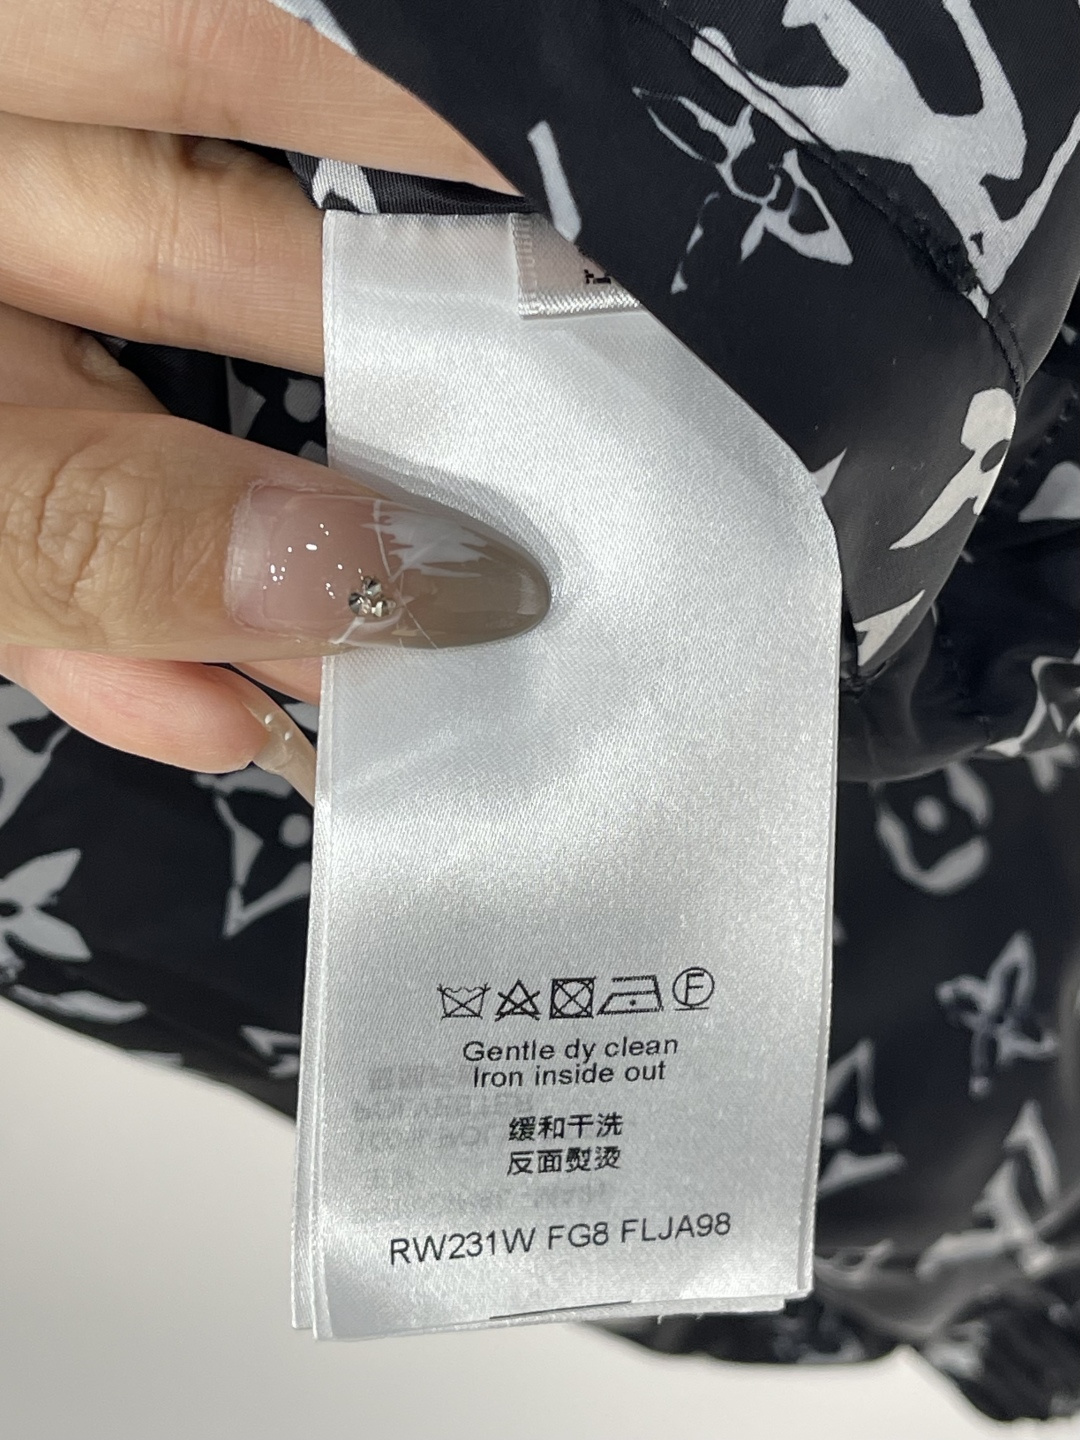 F
Gentle dy clean
Iron inside out
缓和干洗
反面熨烫
RW231W FG8 FLJA98